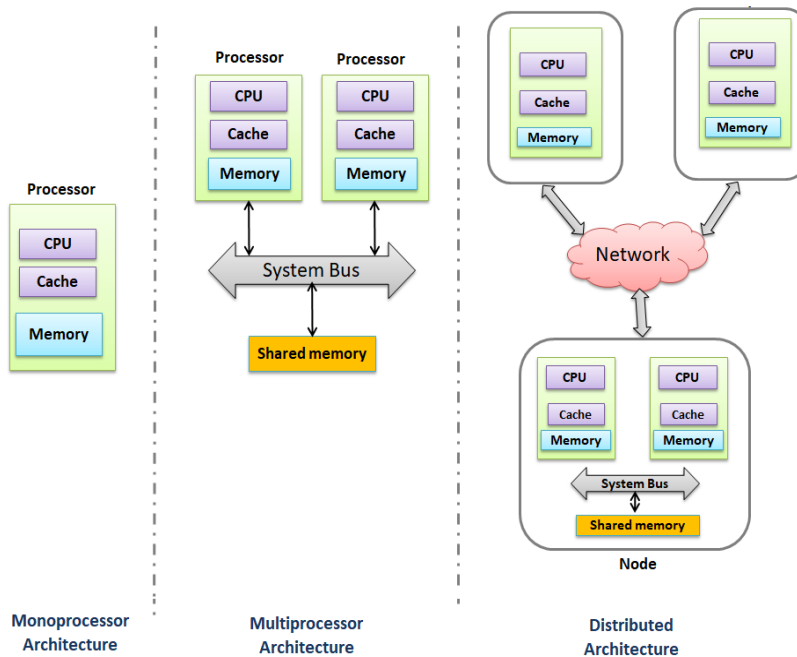 Processor
CPU
Cache
Memory
Monoprocessor
Architecture
Processor
CPU
Cache
Memory
Processor
CPU
Cache
Memory
System Bus
Shared memory
Multiprocessor
Architecture
CPU
Cache
Memory
CPU
Cache
Memory
Network
CPU
Cache
Memory
CPU
Cache
Memory
System Bus
Shared memory
Node
Distributed
Architecture